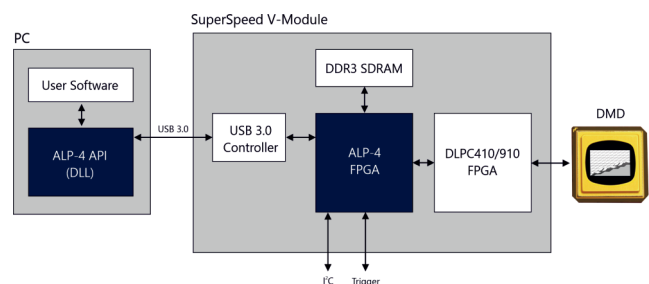 SuperSpeed V-Module
PC
User Software
ALP-4 API
(DLL)
USB 3.0
USB 3.0
Controller
DDR3 SDRAM
ALP-4
FPGA
DLPC410/910
FPGA
DMD
I²C
Trigger